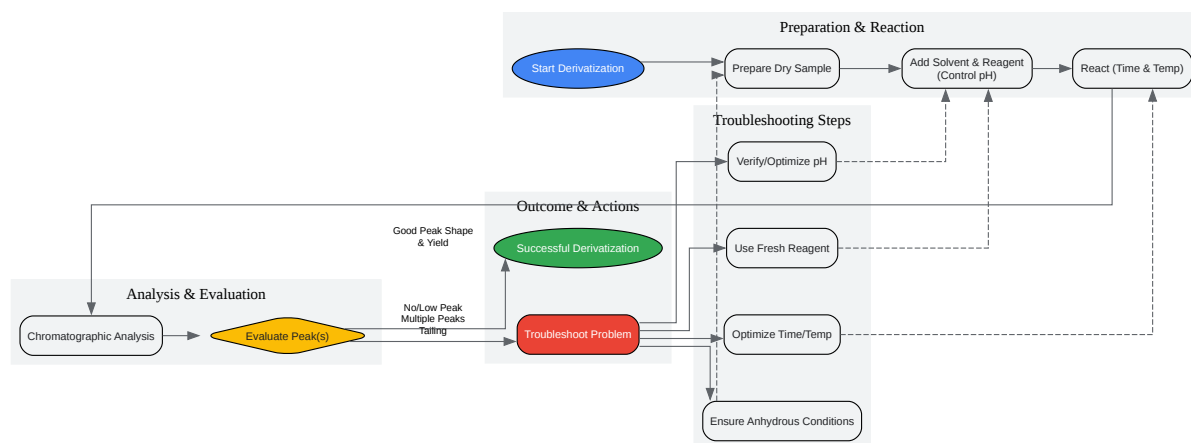 Preparation & Reaction
Start Derivatization
Prepare Dry Sample
Add Solvent & Reagent
(Control pH)
React (Time & Temp)
Troubleshooting Steps
Verify/Optimize pH
Use Fresh Reagent
Optimize Time/Temp
Ensure Anhydrous Conditions
Outcome & Actions
Successful Derivatization
Troubleshoot Problem
Good Peak Shape
& Yield
No/Low Peak
Multiple Peaks
Tailing
Analysis & Evaluation
Chromatographic Analysis
Evaluate Peak(s)